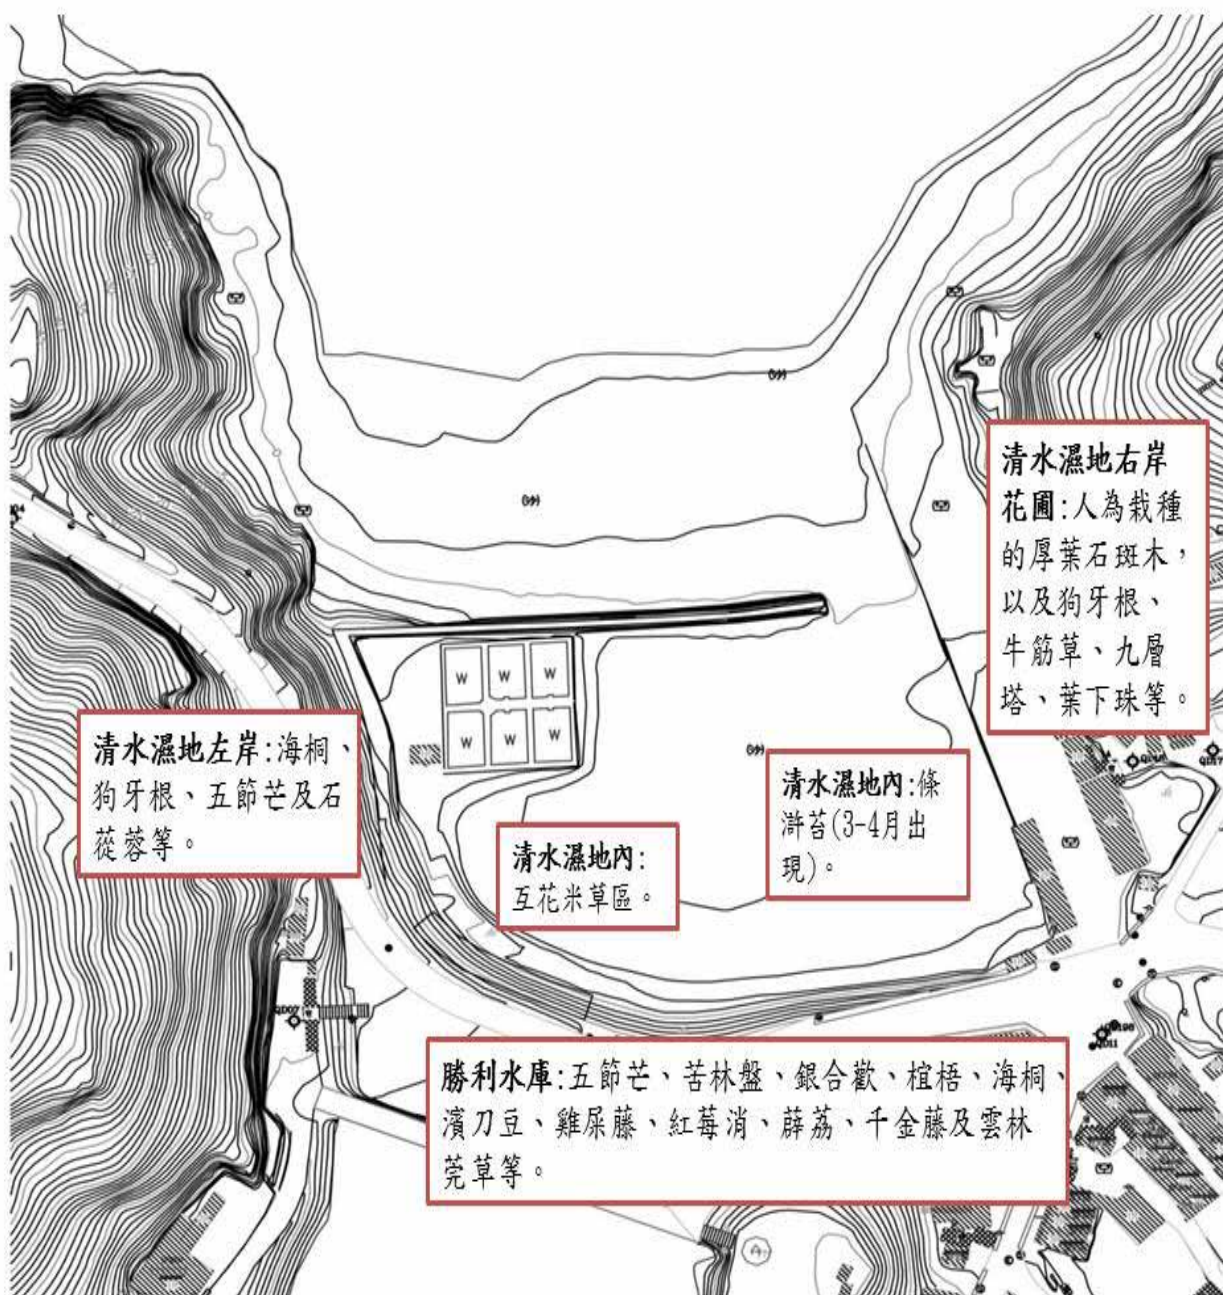 清水濕地右岸
花圃:人為栽種
的厚葉石斑木，
以及狗牙根、
牛筋草、九層
塔、葉下珠等。
W W W
W W W
清水濕地左岸:海桐、
狗牙根、五節芒及石
蓯蓉等。
清水濕地內:條
滸苔(3-4月出
現)。
清水濕地內:
互花米草區。
QD07
QD11
勝利水庫:五節芒、苦林盤、銀合歡、椬梧、海桐、
濱刀豆、雞屎藤、紅莓消、薜荔、千金藤及雲林
莞草等。